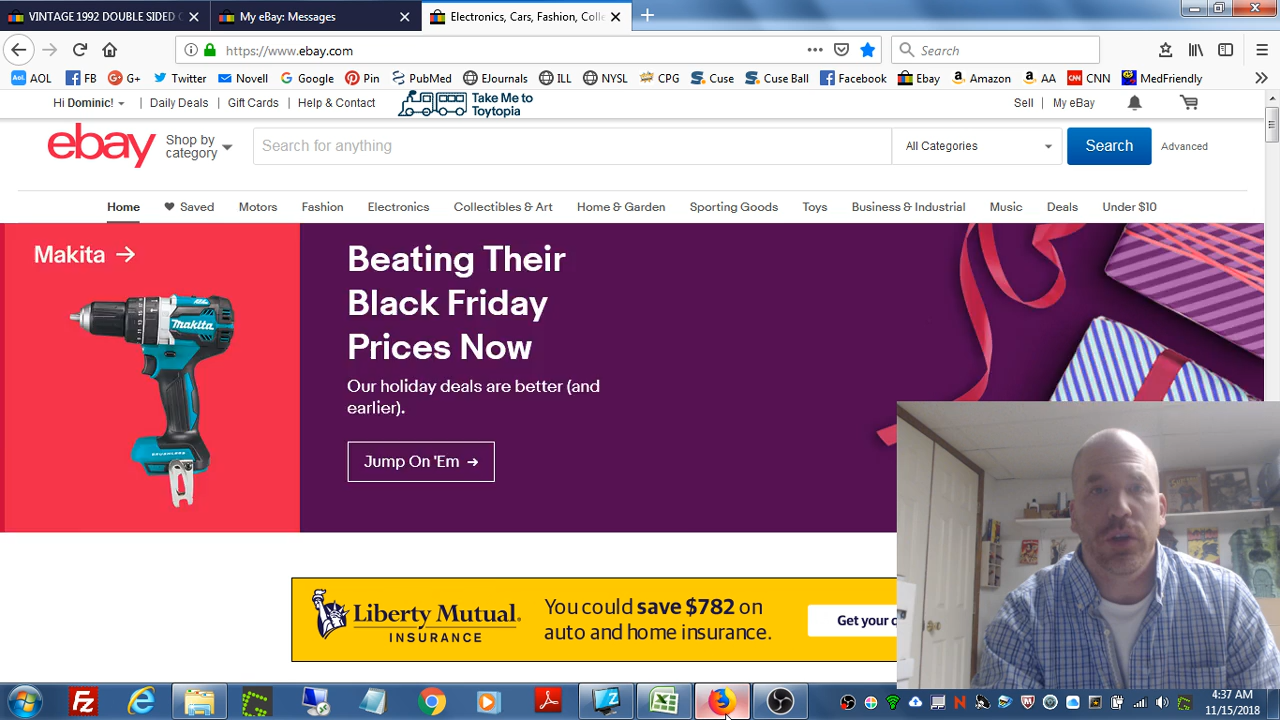 VINTAGE 1992 DOUBLE SIDED
My eBay: Messages
Electronics, Cars, Fashion, Colle
https://www.ebay.com
Search
AOL FB G+ Twitter Novell Google Pin PubMed EJournals ILL NYSL CPG Cuse Cuse Ball Facebook Ebay Amazon AA CNN MedFriendly
Hi Dominic! Daily Deals Gift Cards Help & Contact
Take Me to
Toytopia
Sell My eBay
ebay
Shop by
category
Search for anything
All Categories
Search
Advanced
Home Saved Motors Fashion Electronics Collectibles & Art Home & Garden Sporting Goods Toys Business & Industrial Music Deals Under $10
Makita →
makita
BRUSHLESS
Beating Their
Black Friday
Prices Now
Our holiday deals are better (and
earlier).
Jump On 'Em →
Liberty Mutual.
INSURANCE
You could save $782 on
auto and home insurance.
Get your
4:37 AM
11/15/2018